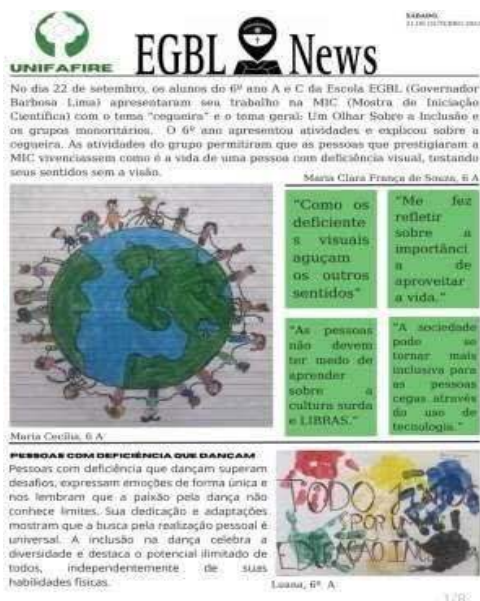 SÁBADO,
UNIFAFIRE
EGBL News
No dia 22 de setembro, os alunos do 6º ano A e C da Escola EGBL (Governador
Barbosa Lima) apresentaram seu trabalho na MIC (Mostra de Iniciação
Científica) com o tema "cegueira" e o tema geral: Um Olhar Sobre a Inclusão e
os grupos monoritários. O 6º ano apresentou atividades e explicou sobre a
cegueira. As atividades do grupo permitiram que as pessoas que prestigiaram a
MIC vivenciassem como é a vida de uma pessoa com deficiência visual, testando
seus sentidos sem a visão.
Maria Clara França de Souza, 6 A
"Como os
deficiente
s visuais
aguçam
os outros
sentidos"
"Me fez
refletir
sobre a
importânci
a de
aproveitar
a vida."
"As pessoas
não devem
ter medo de
aprender
sobre a
cultura surda
e LIBRAS."
"A sociedade
pode se
tornar mais
inclusiva para
as pessoas
cegas através
do uso de
tecnologia."
Maria Cecília, 6 A
PESSOAS COM DEFICIÊNCIA QUE DANÇAM
Pessoas com deficiência que dançam superam
desafios, expressam emoções de forma única e
nos lembram que a paixão pela dança não
conhece limites. Sua dedicação e adaptações
mostram que a busca pela realização pessoal é
universal. A inclusão na dança celebra a
diversidade e destaca o potencial ilimitado de
todos, independentemente de suas
habilidades físicas.
TODO
POR
Luana, 6º A
1/8